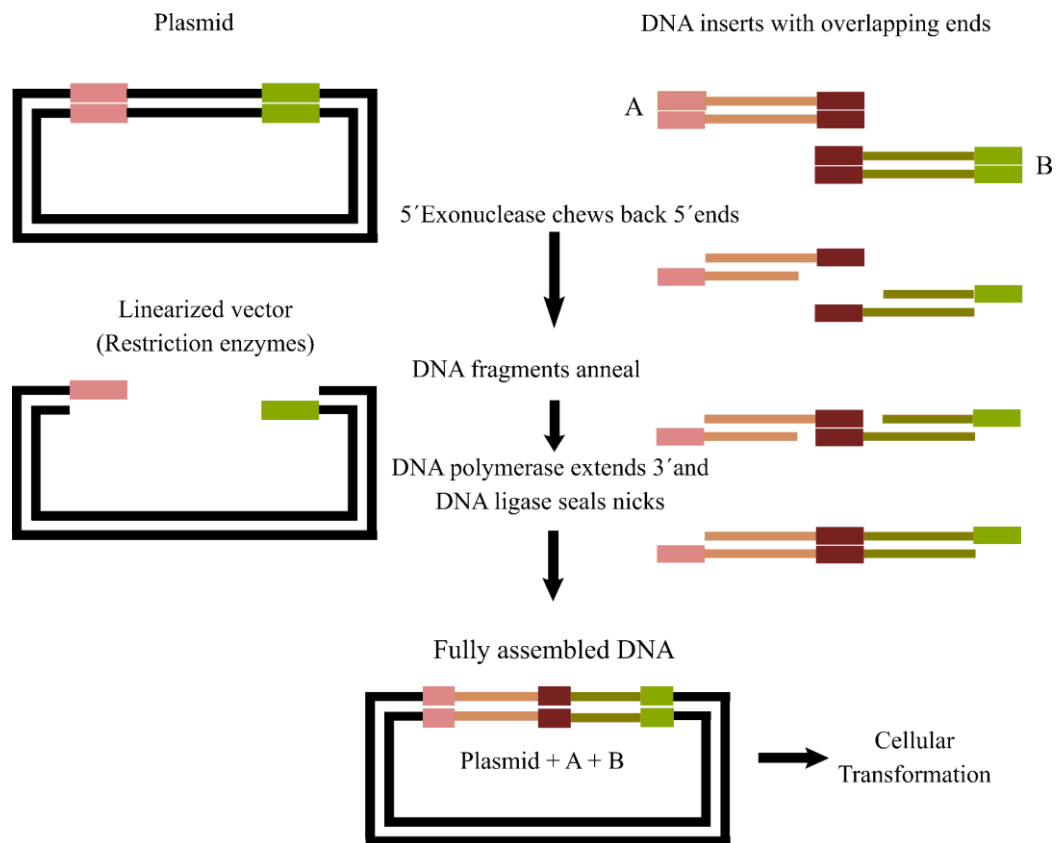 Plasmid
DNA inserts with overlapping ends
A
B
5´Exonuclease chews back 5´ends
Linearized vector
(Restriction enzymes)
DNA fragments anneal
DNA polymerase extends 3´and
DNA ligase seals nicks
Fully assembled DNA
Plasmid + A + B
Cellular
Transformation